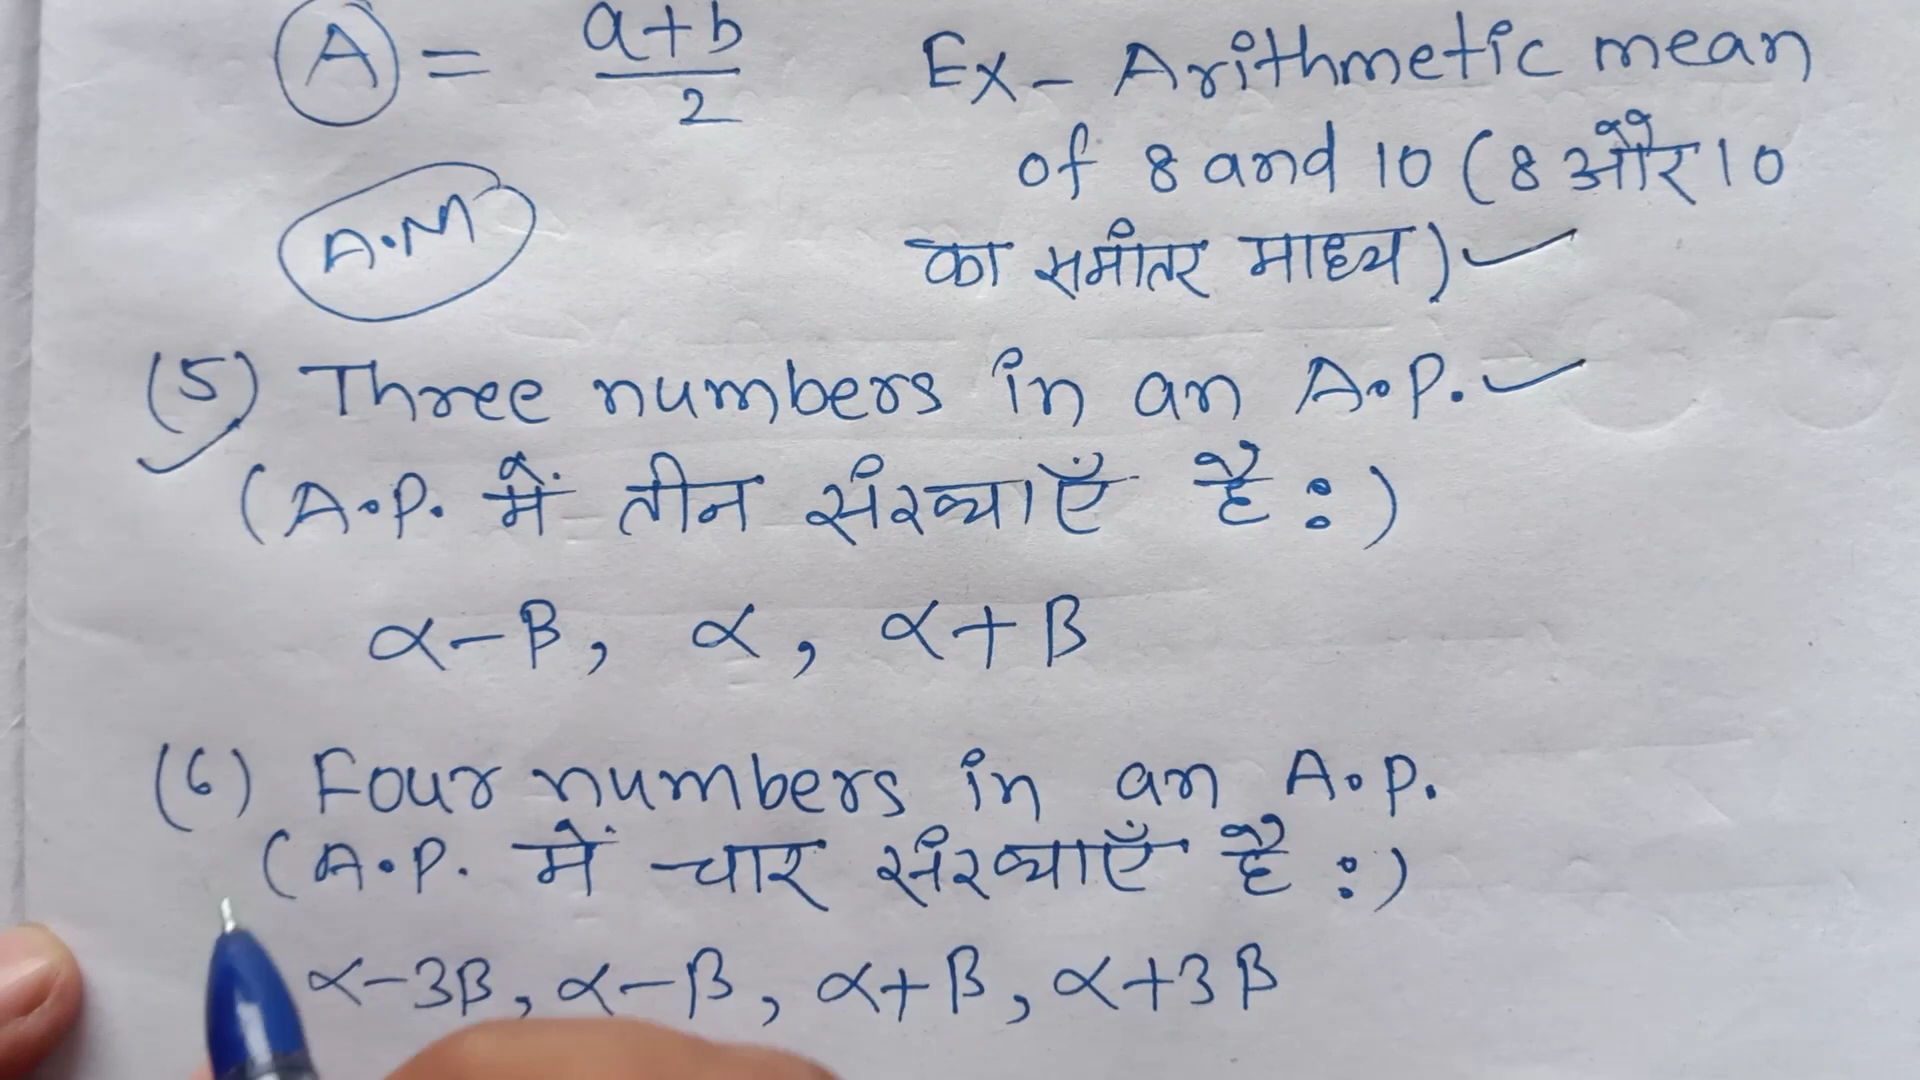 A = a+b/2
Ex- Arithmetic mean
of 8 and 10 (8 और 10
का समांतर माध्य)
A.M
(5) Three numbers in an A.P.
(A.P. में तीन संख्याएँ है :)
α-β, α, α+β
(6) Four numbers in an A.P.
(A.P. में चार संख्याएँ है :)
α-3β, α-β, α+β, α+3β